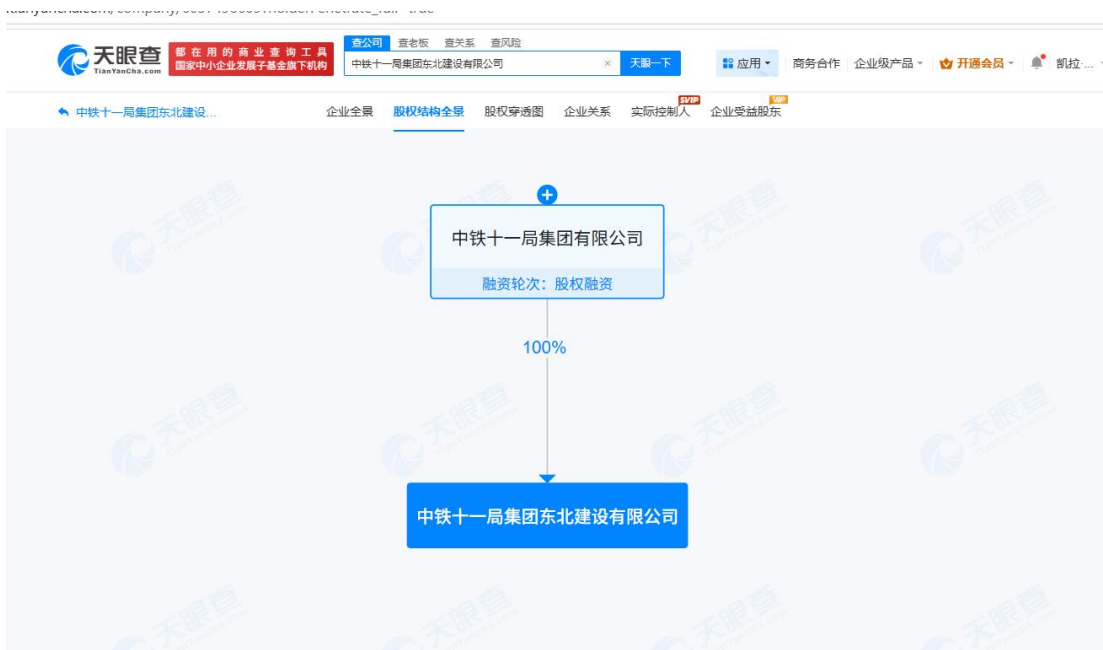 查公司 查老板 查关系 查风险
天眼查
TianYanCha.com
都在用的商业查询工具
国家中小企业发展子基金旗下机构
中铁十一局集团东北建设有限公司 × 天眼一下
应用 商务合作 企业级产品 开通会员 凯拉·...
中铁十一局集团东北建设...
企业全景 股权结构全景 股权穿透图 企业关系 实际控制人 SVIP 企业受益股东 VIP
中铁十一局集团有限公司
融资轮次：股权融资
100%
中铁十一局集团东北建设有限公司
天眼查
TianYanCha.com